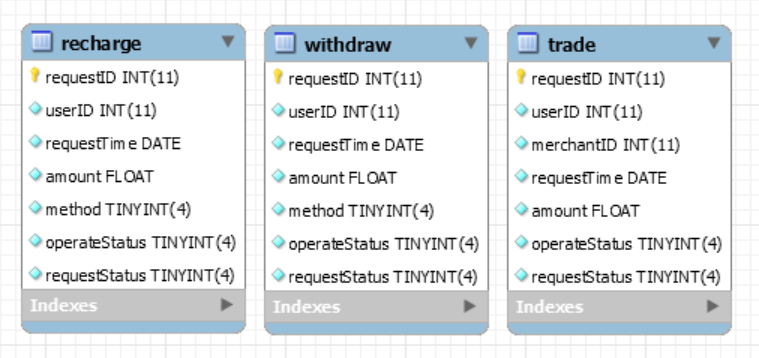 recharge
requestID INT(11)
userID INT(11)
requestTime DATE
amount FLOAT
method TINYINT(4)
operateStatus TINYINT(4)
requestStatus TINYINT(4)
Indexes
withdraw
requestID INT(11)
userID INT(11)
requestTime DATE
amount FLOAT
method TINYINT(4)
operateStatus TINYINT(4)
requestStatus TINYINT(4)
Indexes
trade
requestID INT(11)
userID INT(11)
merchantID INT(11)
requestTime DATE
amount FLOAT
operateStatus TINYINT(4)
requestStatus TINYINT(4)
Indexes